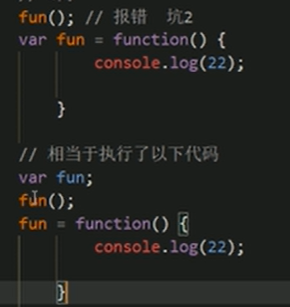 fun(); // 报错 坑2
var fun = function() {
console.log(22);
}
// 相当于执行了以下代码
var fun;
fun();
fun = function() {
console.log(22);
}